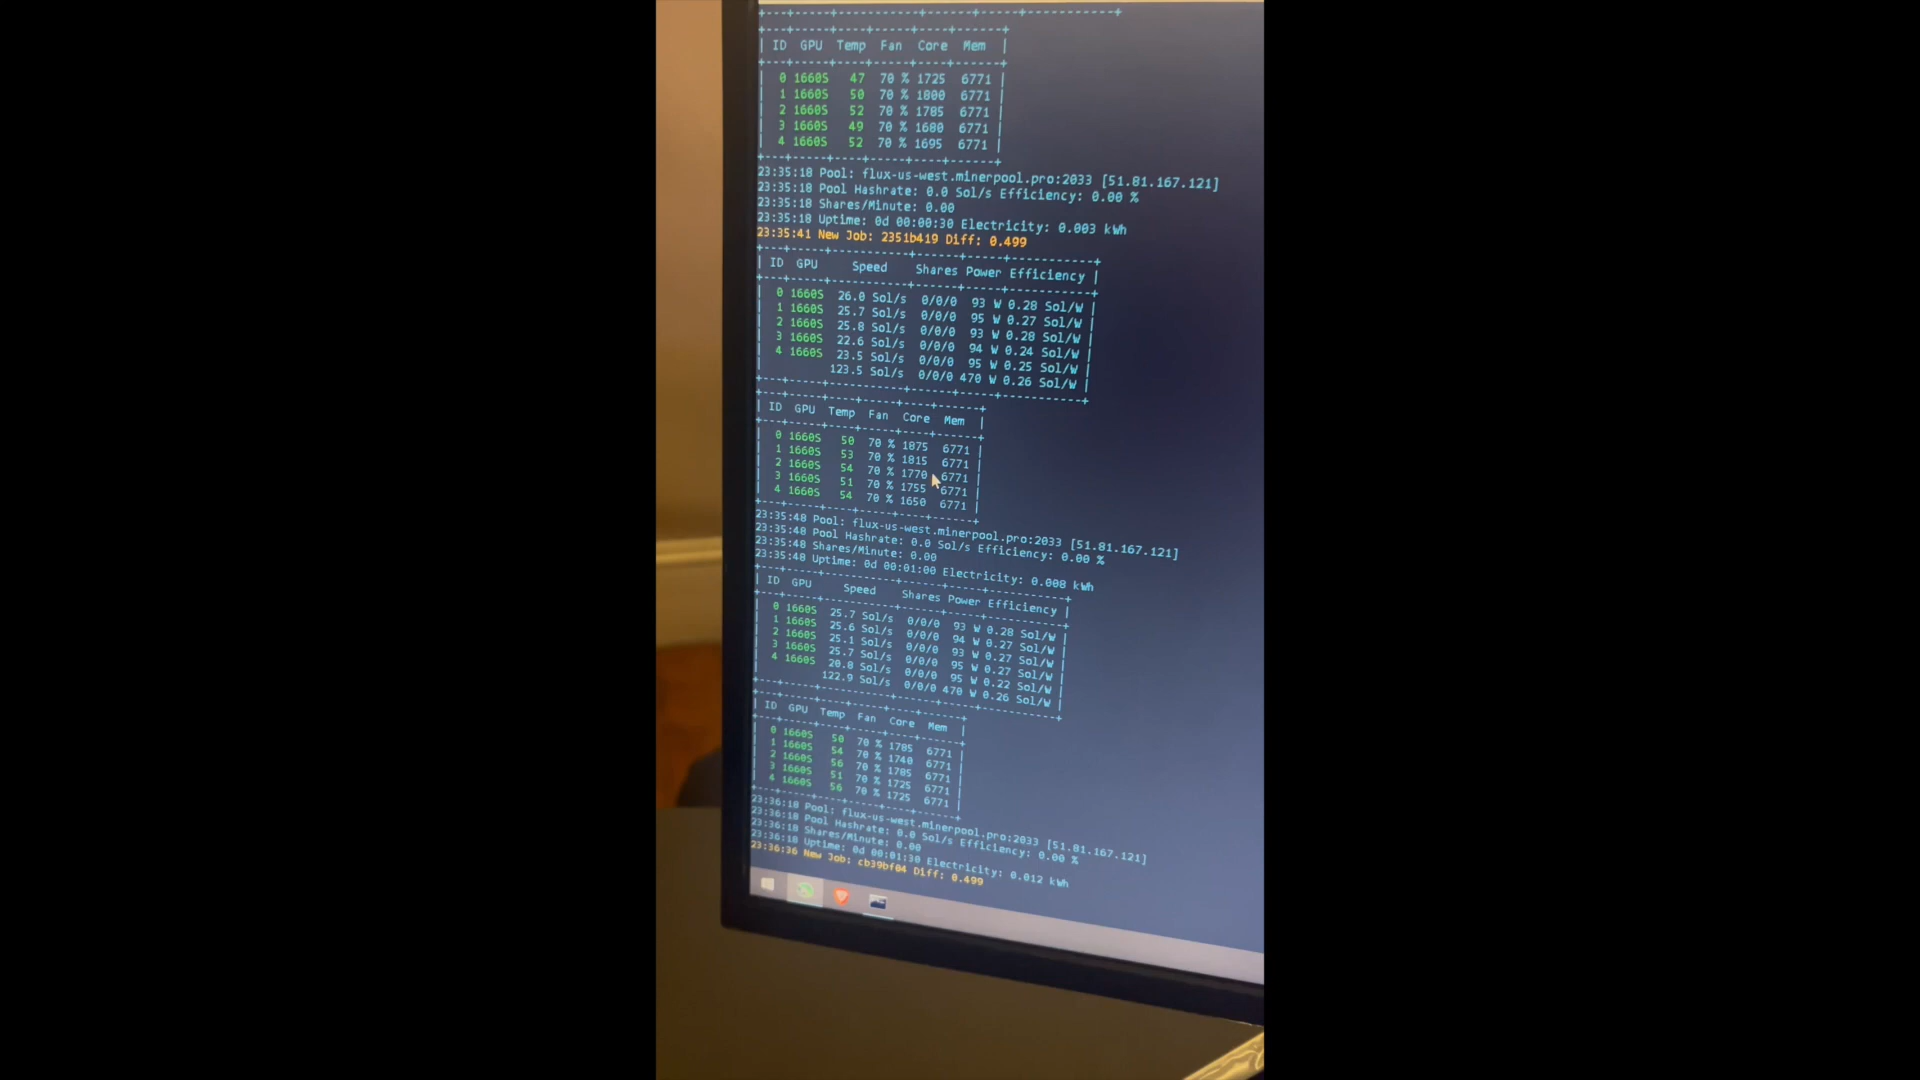 | ID GPU Temp Fan Core Mem |
| 0 1660S 47 70 % 1725 6771 |
| 1 1660S 50 70 % 1800 6771 |
| 2 1660S 52 70 % 1785 6771 |
| 3 1660S 49 70 % 1680 6771 |
| 4 1660S 52 70 % 1695 6771 |
23:35:18 Pool: flux-us-west.minerpool.pro:2033 [51.81.167.121]
23:35:18 Pool Hashrate: 0.0 Sol/s Efficiency: 0.00 %
23:35:18 Shares/Minute: 0.00
23:35:18 Uptime: 0d 00:00:30 Electricity: 0.003 kWh
23:35:41 New Job: 2351b419 Diff: 0.499
| ID GPU Speed Shares Power Efficiency |
| 0 1660S 26.0 Sol/s 0/0/0 93 W 0.28 Sol/W |
| 1 1660S 25.7 Sol/s 0/0/0 95 W 0.27 Sol/W |
| 2 1660S 25.8 Sol/s 0/0/0 93 W 0.28 Sol/W |
| 3 1660S 22.6 Sol/s 0/0/0 94 W 0.24 Sol/W |
| 4 1660S 23.5 Sol/s 0/0/0 95 W 0.25 Sol/W |
| 123.5 Sol/s 0/0/0 470 W 0.26 Sol/W |
| ID GPU Temp Fan Core Mem |
| 0 1660S 50 70 % 1875 6771 |
| 1 1660S 53 70 % 1815 6771 |
| 2 1660S 54 70 % 1770 6771 |
| 3 1660S 51 70 % 1755 6771 |
| 4 1660S 54 70 % 1650 6771 |
23:35:48 Pool: flux-us-west.minerpool.pro:2033 [51.81.167.121]
23:35:48 Pool Hashrate: 0.0 Sol/s Efficiency: 0.00 %
23:35:48 Shares/Minute: 0.00
23:35:48 Uptime: 0d 00:01:00 Electricity: 0.008 kWh
| ID GPU Speed Shares Power Efficiency |
| 0 1660S 25.7 Sol/s 0/0/0 93 W 0.28 Sol/W |
| 1 1660S 25.6 Sol/s 0/0/0 94 W 0.27 Sol/W |
| 2 1660S 25.1 Sol/s 0/0/0 93 W 0.27 Sol/W |
| 3 1660S 25.7 Sol/s 0/0/0 95 W 0.27 Sol/W |
| 4 1660S 20.8 Sol/s 0/0/0 95 W 0.22 Sol/W |
| 122.9 Sol/s 0/0/0 470 W 0.26 Sol/W |
| ID GPU Temp Fan Core Mem |
| 0 1660S 50 70 % 1785 6771 |
| 1 1660S 54 70 % 1740 6771 |
| 2 1660S 56 70 % 1785 6771 |
| 3 1660S 51 70 % 1725 6771 |
| 4 1660S 56 70 % 1725 6771 |
23:36:18 Pool: flux-us-west.minerpool.pro:2033 [51.81.167.121]
23:36:18 Pool Hashrate: 0.0 Sol/s Efficiency: 0.00 %
23:36:18 Shares/Minute: 0.00
23:36:18 Uptime: 0d 00:01:30 Electricity: 0.012 kWh
23:36:36 New Job: cb39bf04 Diff: 0.499